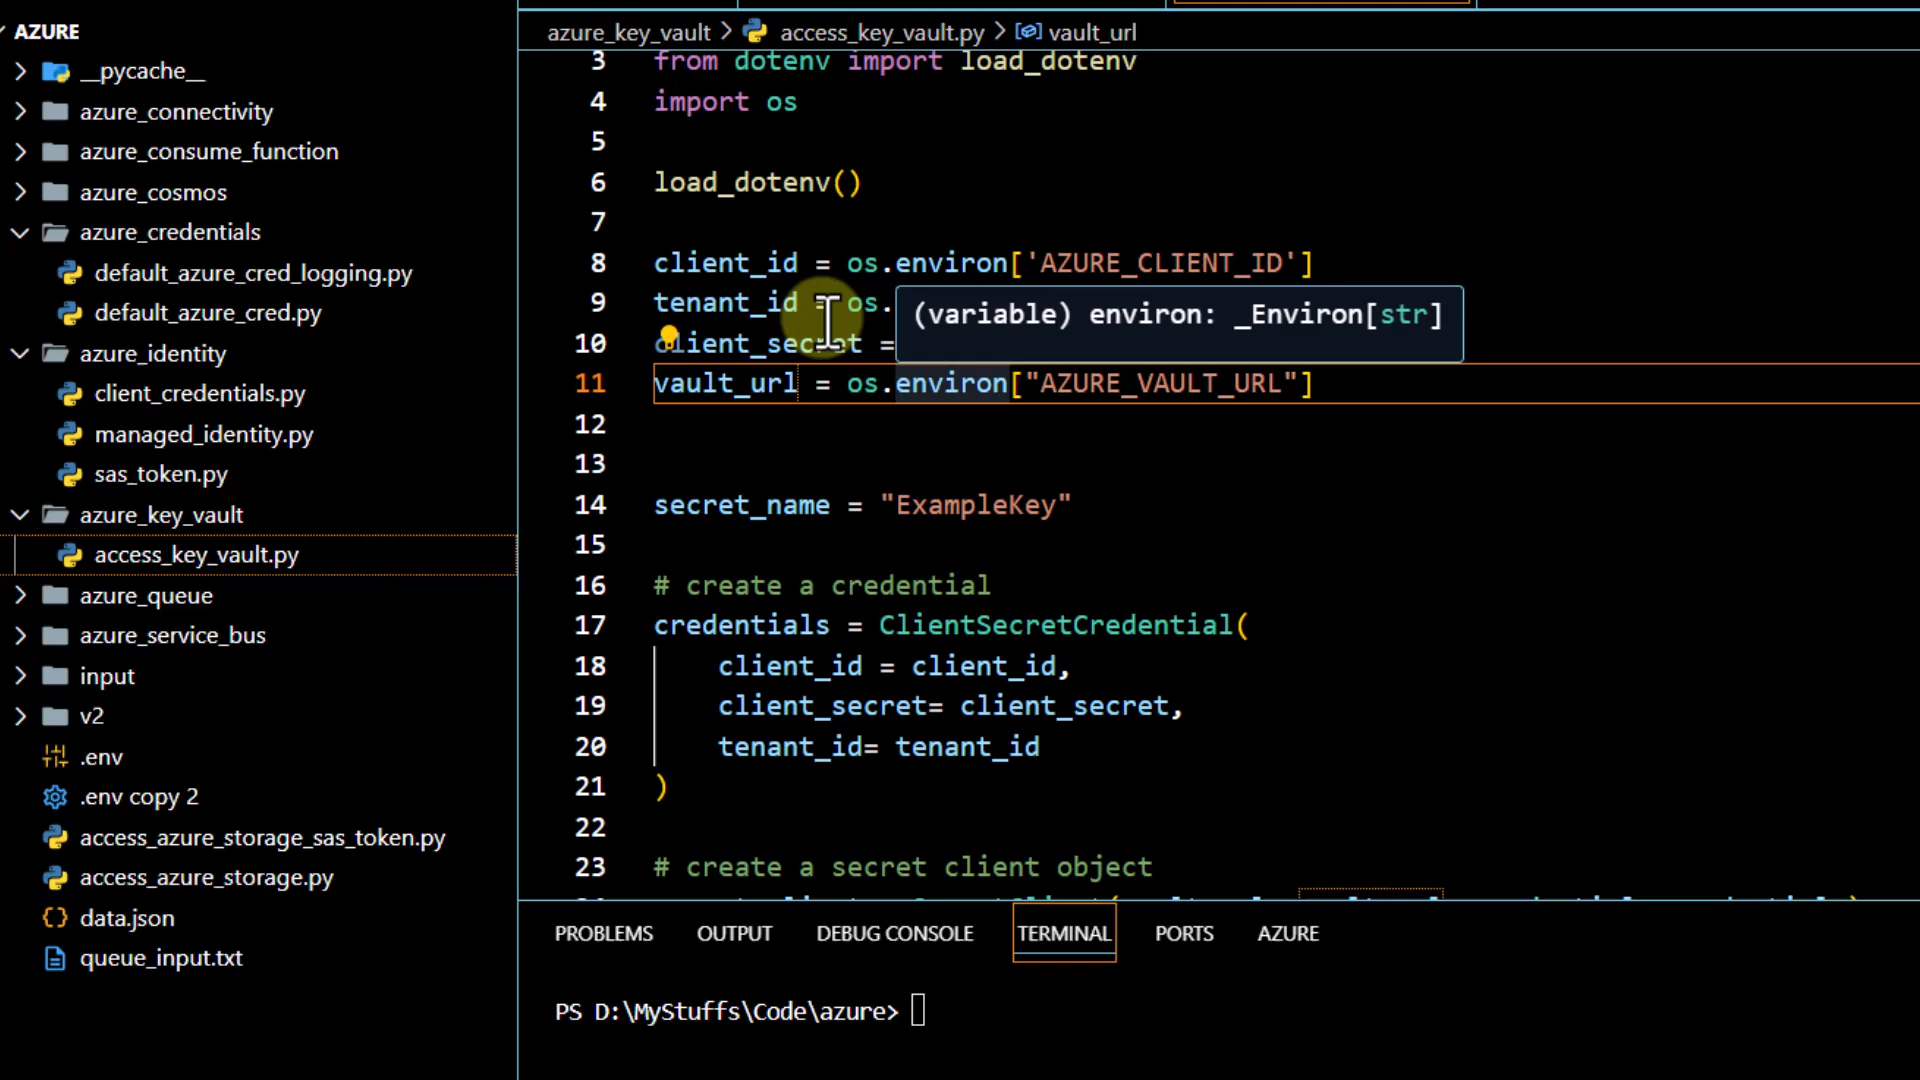 AZURE
__pycache__
azure_connectivity
azure_consume_function
azure_cosmos
azure_credentials
default_azure_cred_logging.py
default_azure_cred.py
azure_identity
client_credentials.py
managed_identity.py
sas_token.py
azure_key_vault
access_key_vault.py
azure_queue
azure_service_bus
input
v2
.env
.env copy 2
access_azure_storage_sas_token.py
access_azure_storage.py
data.json
queue_input.txt
azure_key_vault > access_key_vault.py > vault_url
3 from dotenv import load_dotenv
4 import os
5
6 load_dotenv()
7
8 client_id = os.environ['AZURE_CLIENT_ID']
9 tenant_id = os.
(variable) environ: _Environ[str]
10 client_secret =
11 vault_url = os.environ["AZURE_VAULT_URL"]
12
13
14 secret_name = "ExampleKey"
15
16 # create a credential
17 credentials = ClientSecretCredential(
18 client_id = client_id,
19 client_secret= client_secret,
20 tenant_id= tenant_id
21 )
22
23 # create a secret client object
PROBLEMS OUTPUT DEBUG CONSOLE TERMINAL PORTS AZURE
PS D:\MyStuffs\Code\azure>